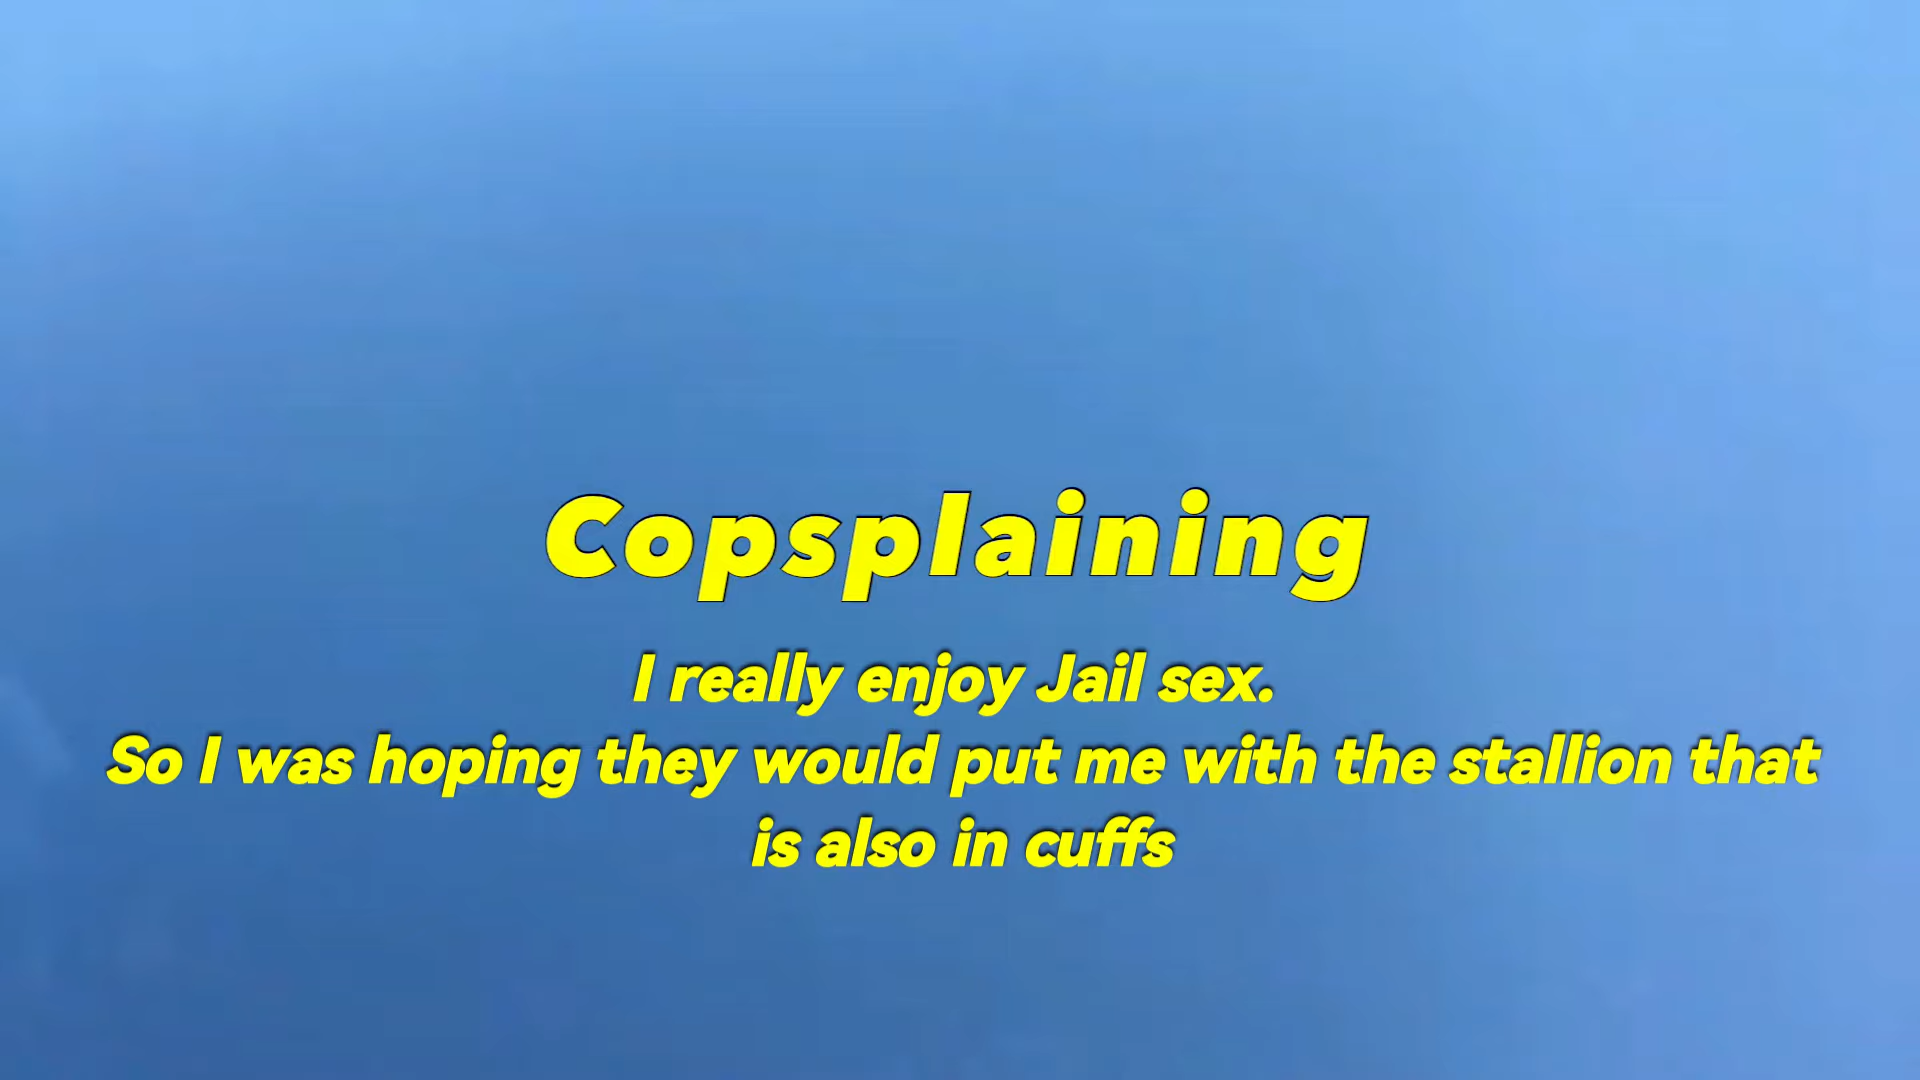 Copsplaining
I really enjoy Jail sex.
So I was hoping they would put me with the stallion that
is also in cuffs